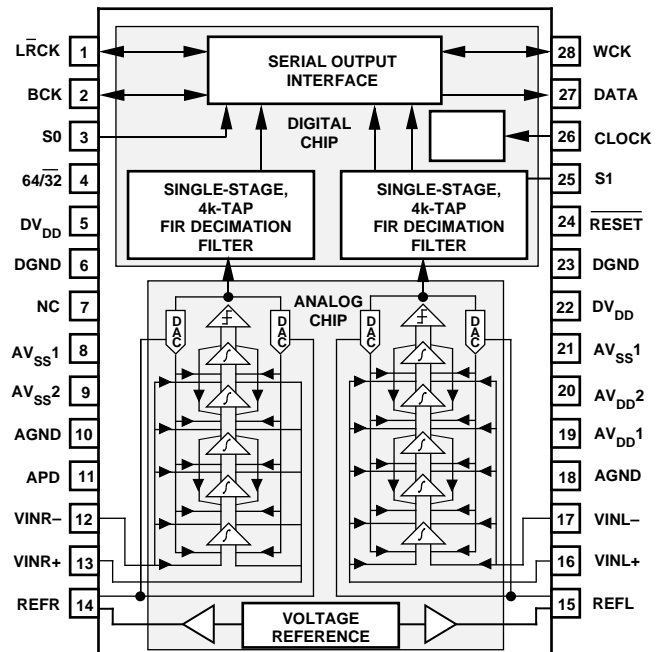 LRCK 1
28 WCK
SERIAL OUTPUT
INTERFACE
BCK 2
27 DATA
S0 3
DIGITAL
CHIP
26 CLOCK
64/32 4
25 S1
SINGLE-STAGE,
4k-TAP
FIR DECIMATION
FILTER
SINGLE-STAGE,
4k-TAP
FIR DECIMATION
FILTER
DVDD 5
24 RESET
DGND 6
23 DGND
NC 7
22 DVDD
ANALOG
CHIP
DAC
DAC
DAC
DAC
∫
∫
∫
∫
∫
∫
∫
∫
∫
∫
AVSS1 8
21 AVSS1
AVSS2 9
20 AVDD2
AGND 10
19 AVDD1
APD 11
18 AGND
VINR– 12
17 VINL–
VINR+ 13
16 VINL+
REFR 14
15 REFL
VOLTAGE
REFERENCE